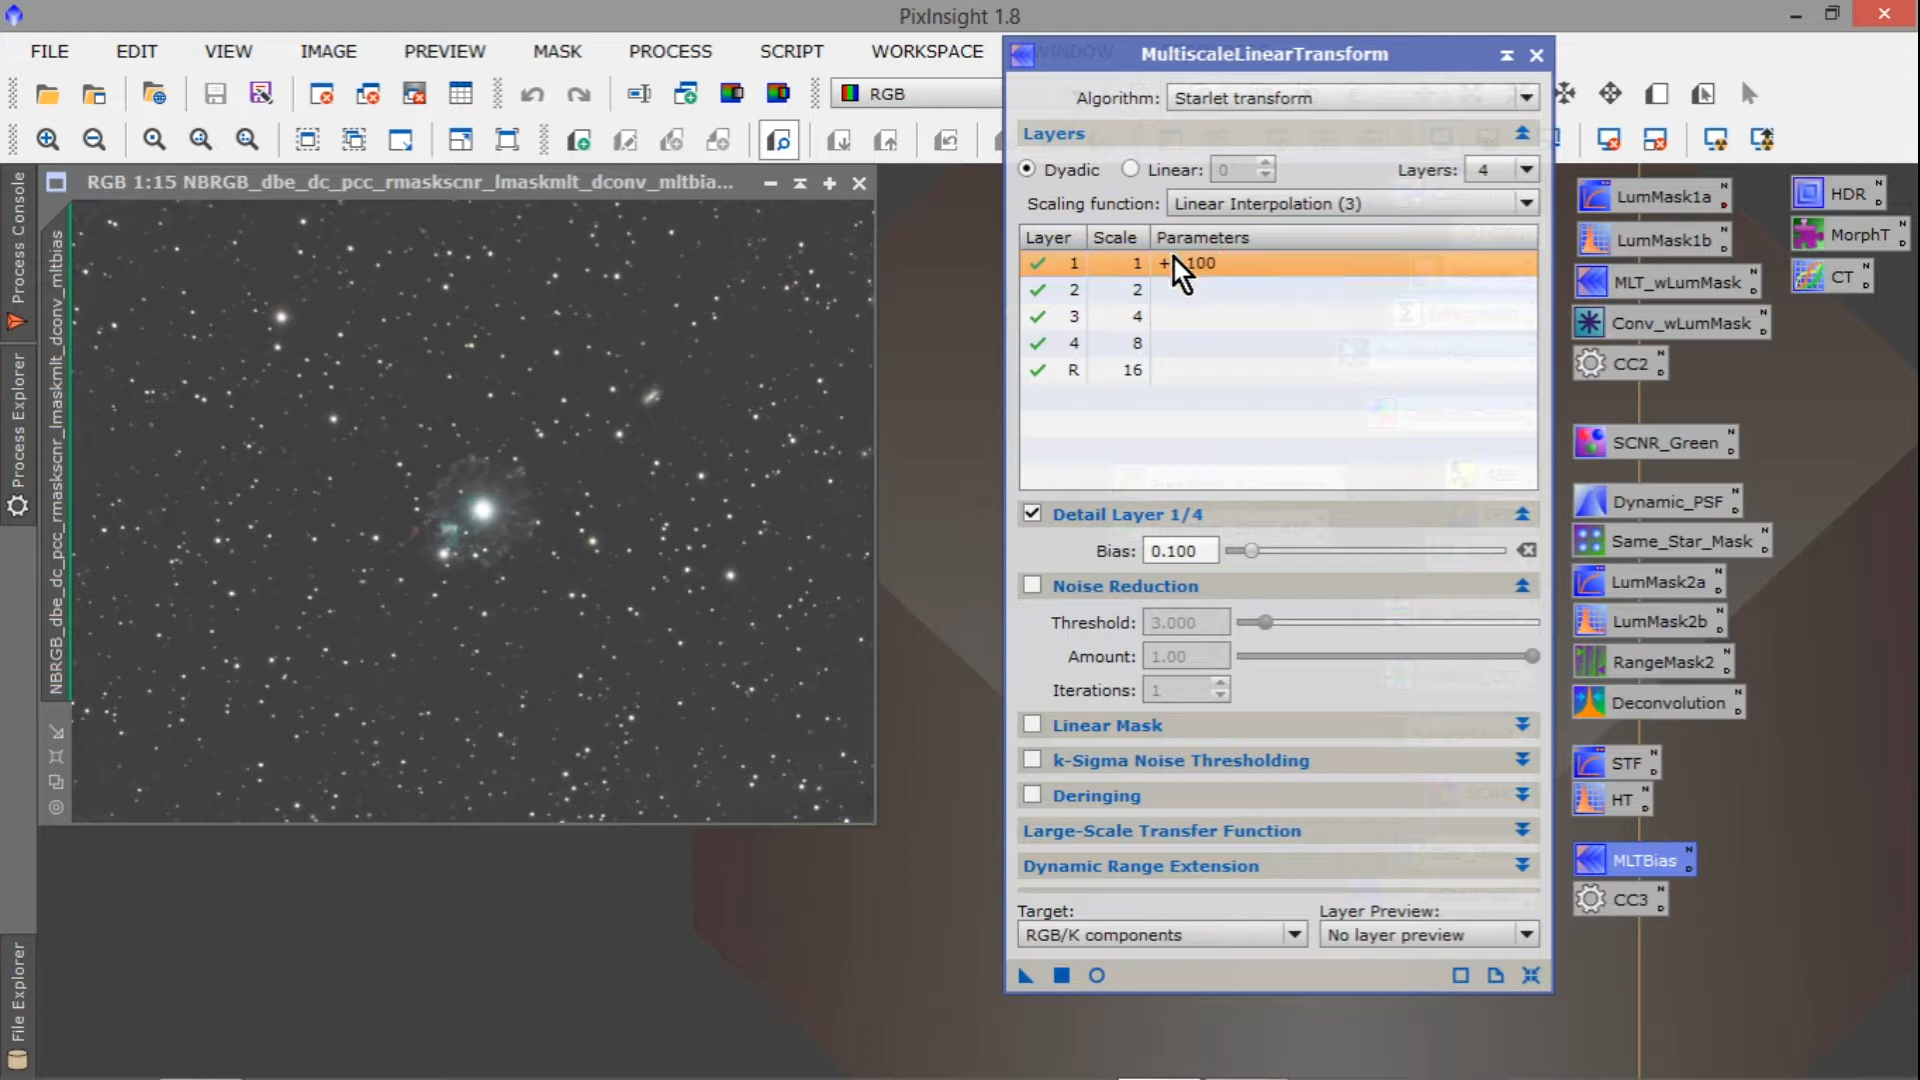 PixInsight 1.8
FILE EDIT VIEW IMAGE PREVIEW MASK PROCESS SCRIPT WORKSPACE WINDOW
RGB
MultiscaleLinearTransform
Algorithm: Starlet transform
Layers
Dyadic Linear: 0 Layers: 4
Scaling function: Linear Interpolation (3)
Layer Scale Parameters
1 1 + 100
2 2
3 4
4 8
R 16
Detail Layer 1/4
Bias: 0.100
Noise Reduction
Threshold: 3.000
Amount: 1.00
Iterations: 1
Linear Mask
k-Sigma Noise Thresholding
Deringing
Large-Scale Transfer Function
Dynamic Range Extension
Target: Layer Preview:
RGB/K components No layer preview
RGB 1:15 NBRGB_dbe_dc_pcc_rmaskscnr_lmaskmlt_dconv_mltbia...
NBRGB_dbe_dc_pcc_rmaskscnr_lmaskmlt_dconv_mltbias
Process Console
Process Explorer
File Explorer
LumMask1a N D
LumMask1b N D
MLT_wLumMask N D
Conv_wLumMask N D
CC2 N D
SCNR_Green N D
Dynamic_PSF N D
Same_Star_Mask N D
LumMask2a N D
LumMask2b N D
RangeMask2 N D
Deconvolution N D
STF N D
HT N D
MLTBias N D
CC3 N D
HDR N D
MorphT N D
CT N D